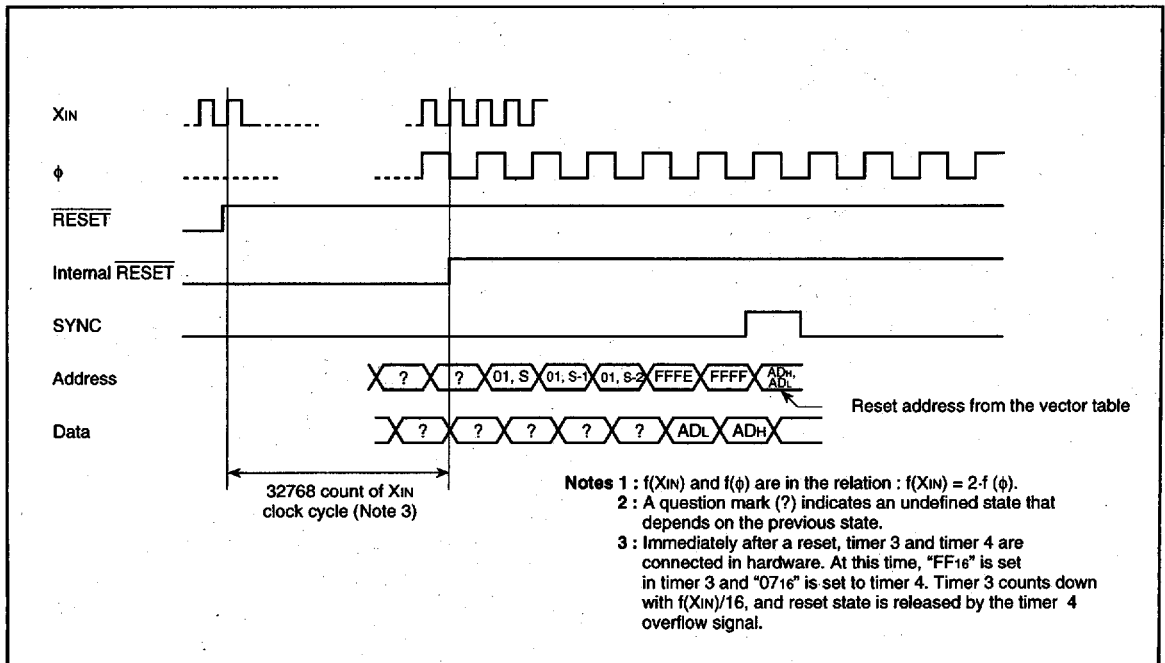 XIN
φ
RESET
Internal RESET
SYNC
Address
? ? 01, S 01, S-1 01, S-2 FFFE FFFF ADH, ADL
Reset address from the vector table
Data
? ? ? ? ? ADL ADH
32768 count of XIN
clock cycle (Note 3)
Notes 1 : f(XIN) and f(φ) are in the relation : f(XIN) = 2·f (φ).
2 : A question mark (?) indicates an undefined state that
depends on the previous state.
3 : Immediately after a reset, timer 3 and timer 4 are
connected in hardware. At this time, “FF16” is set
in timer 3 and “0716” is set to timer 4. Timer 3 counts down
with f(XIN)/16, and reset state is released by the timer 4
overflow signal.